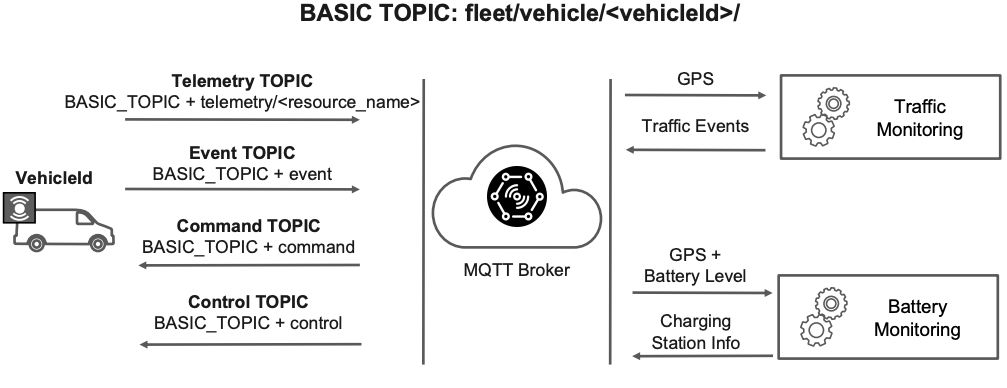 BASIC TOPIC: fleet/vehicle/<vehicleId>/
Telemetry TOPIC
BASIC_TOPIC + telemetry/<resource_name>
Event TOPIC
BASIC_TOPIC + event
VehicleId
Command TOPIC
BASIC_TOPIC + command
Control TOPIC
BASIC_TOPIC + control
MQTT Broker
GPS
Traffic Events
Traffic
Monitoring
GPS +
Battery Level
Charging
Station Info
Battery
Monitoring